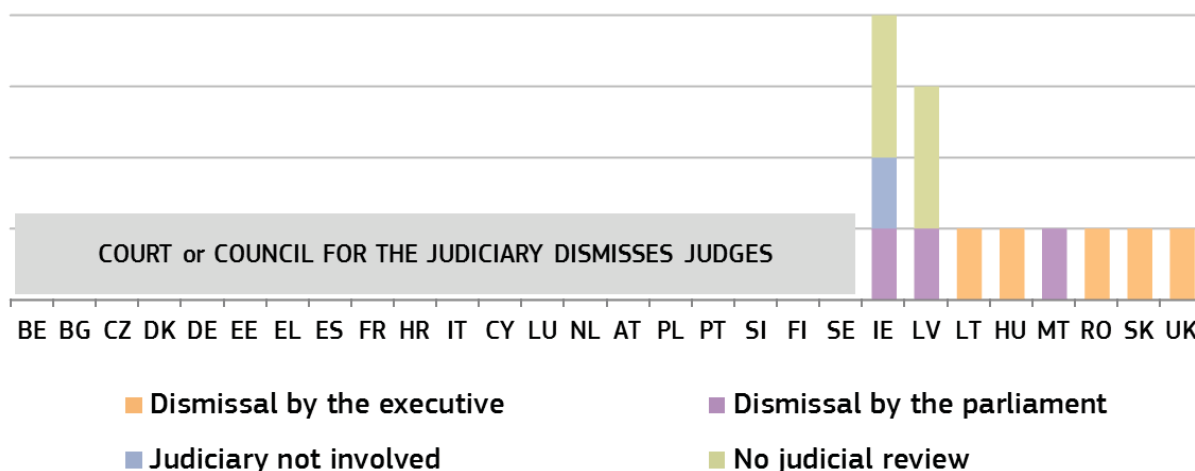 COURT or COUNCIL FOR THE JUDICIARY DISMISSES JUDGES
BE BG CZ DK DE EE EL ES FR HR IT CY LU NL AT PL PT SI FI SE IE LV LT HU MT RO SK UK
Dismissal by the executive Dismissal by the parliament
Judiciary not involved No judicial review